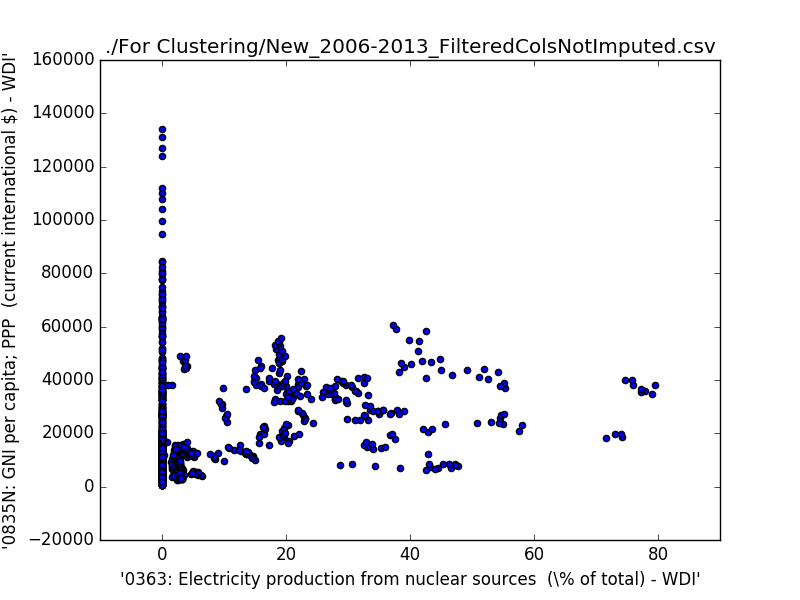 ./For Clustering/New_2006-2013_FilteredColsNotImputed.csv
160000
140000
120000
100000
80000
60000
40000
20000
0
−20000
'0835N: GNI per capita; PPP (current international $) - WDI'
0 20 40 60 80
'0363: Electricity production from nuclear sources (\% of total) - WDI'